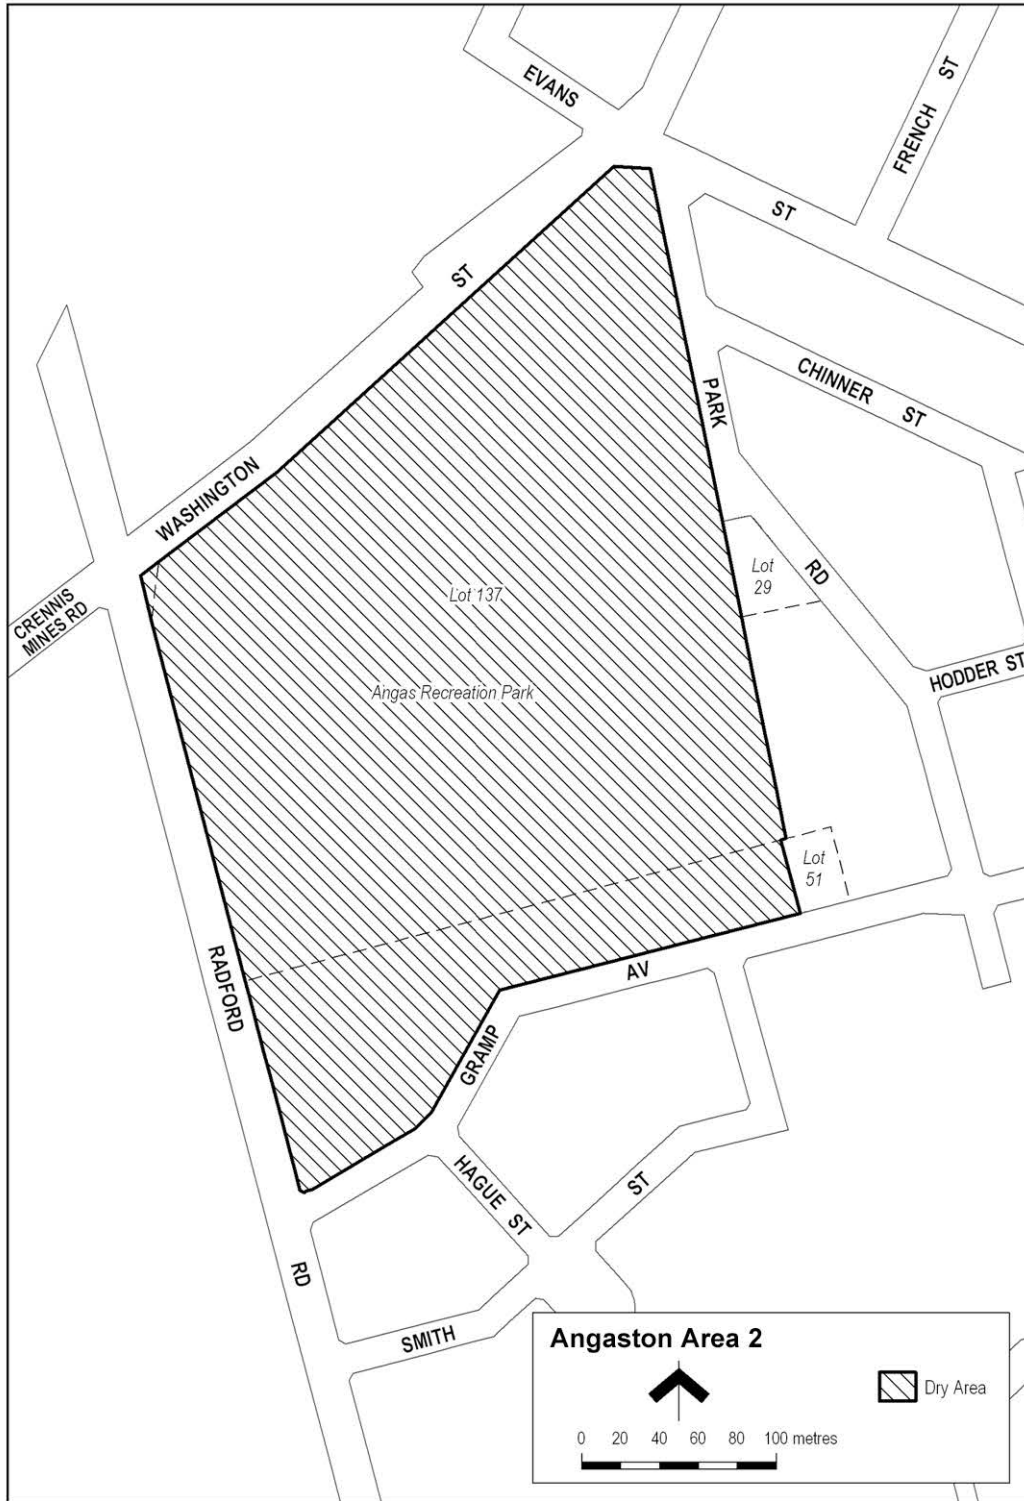 EVANS
FRENCH ST
ST
ST
CHINNER ST
PARK
WASHINGTON
RD
Lot
29
Lot 137
CRENNIS
MINES RD
HODDER ST
Angas Recreation Park
Lot
51
RADFORD
AV
GRAMP
HAGUE ST
ST
RD
SMITH
Angaston Area 2
Dry Area
0 20 40 60 80 100 metres